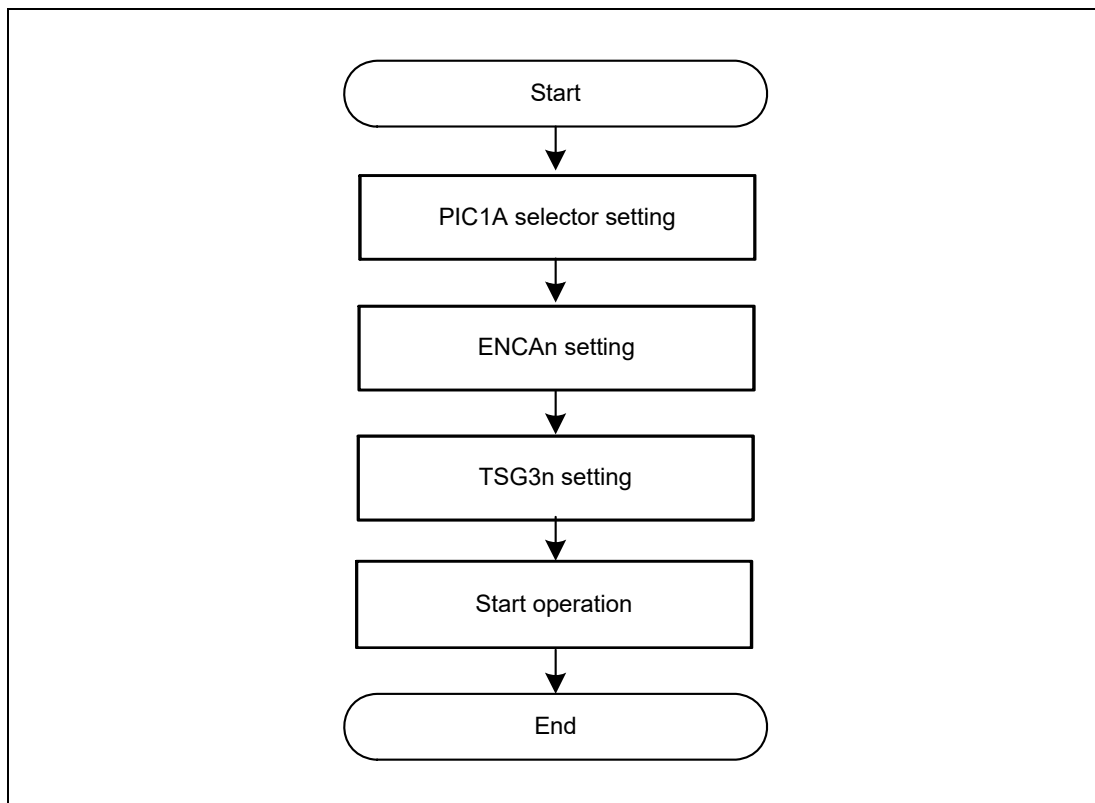 Start
PIC1A selector setting
ENCAn setting
TSG3n setting
Start operation
End